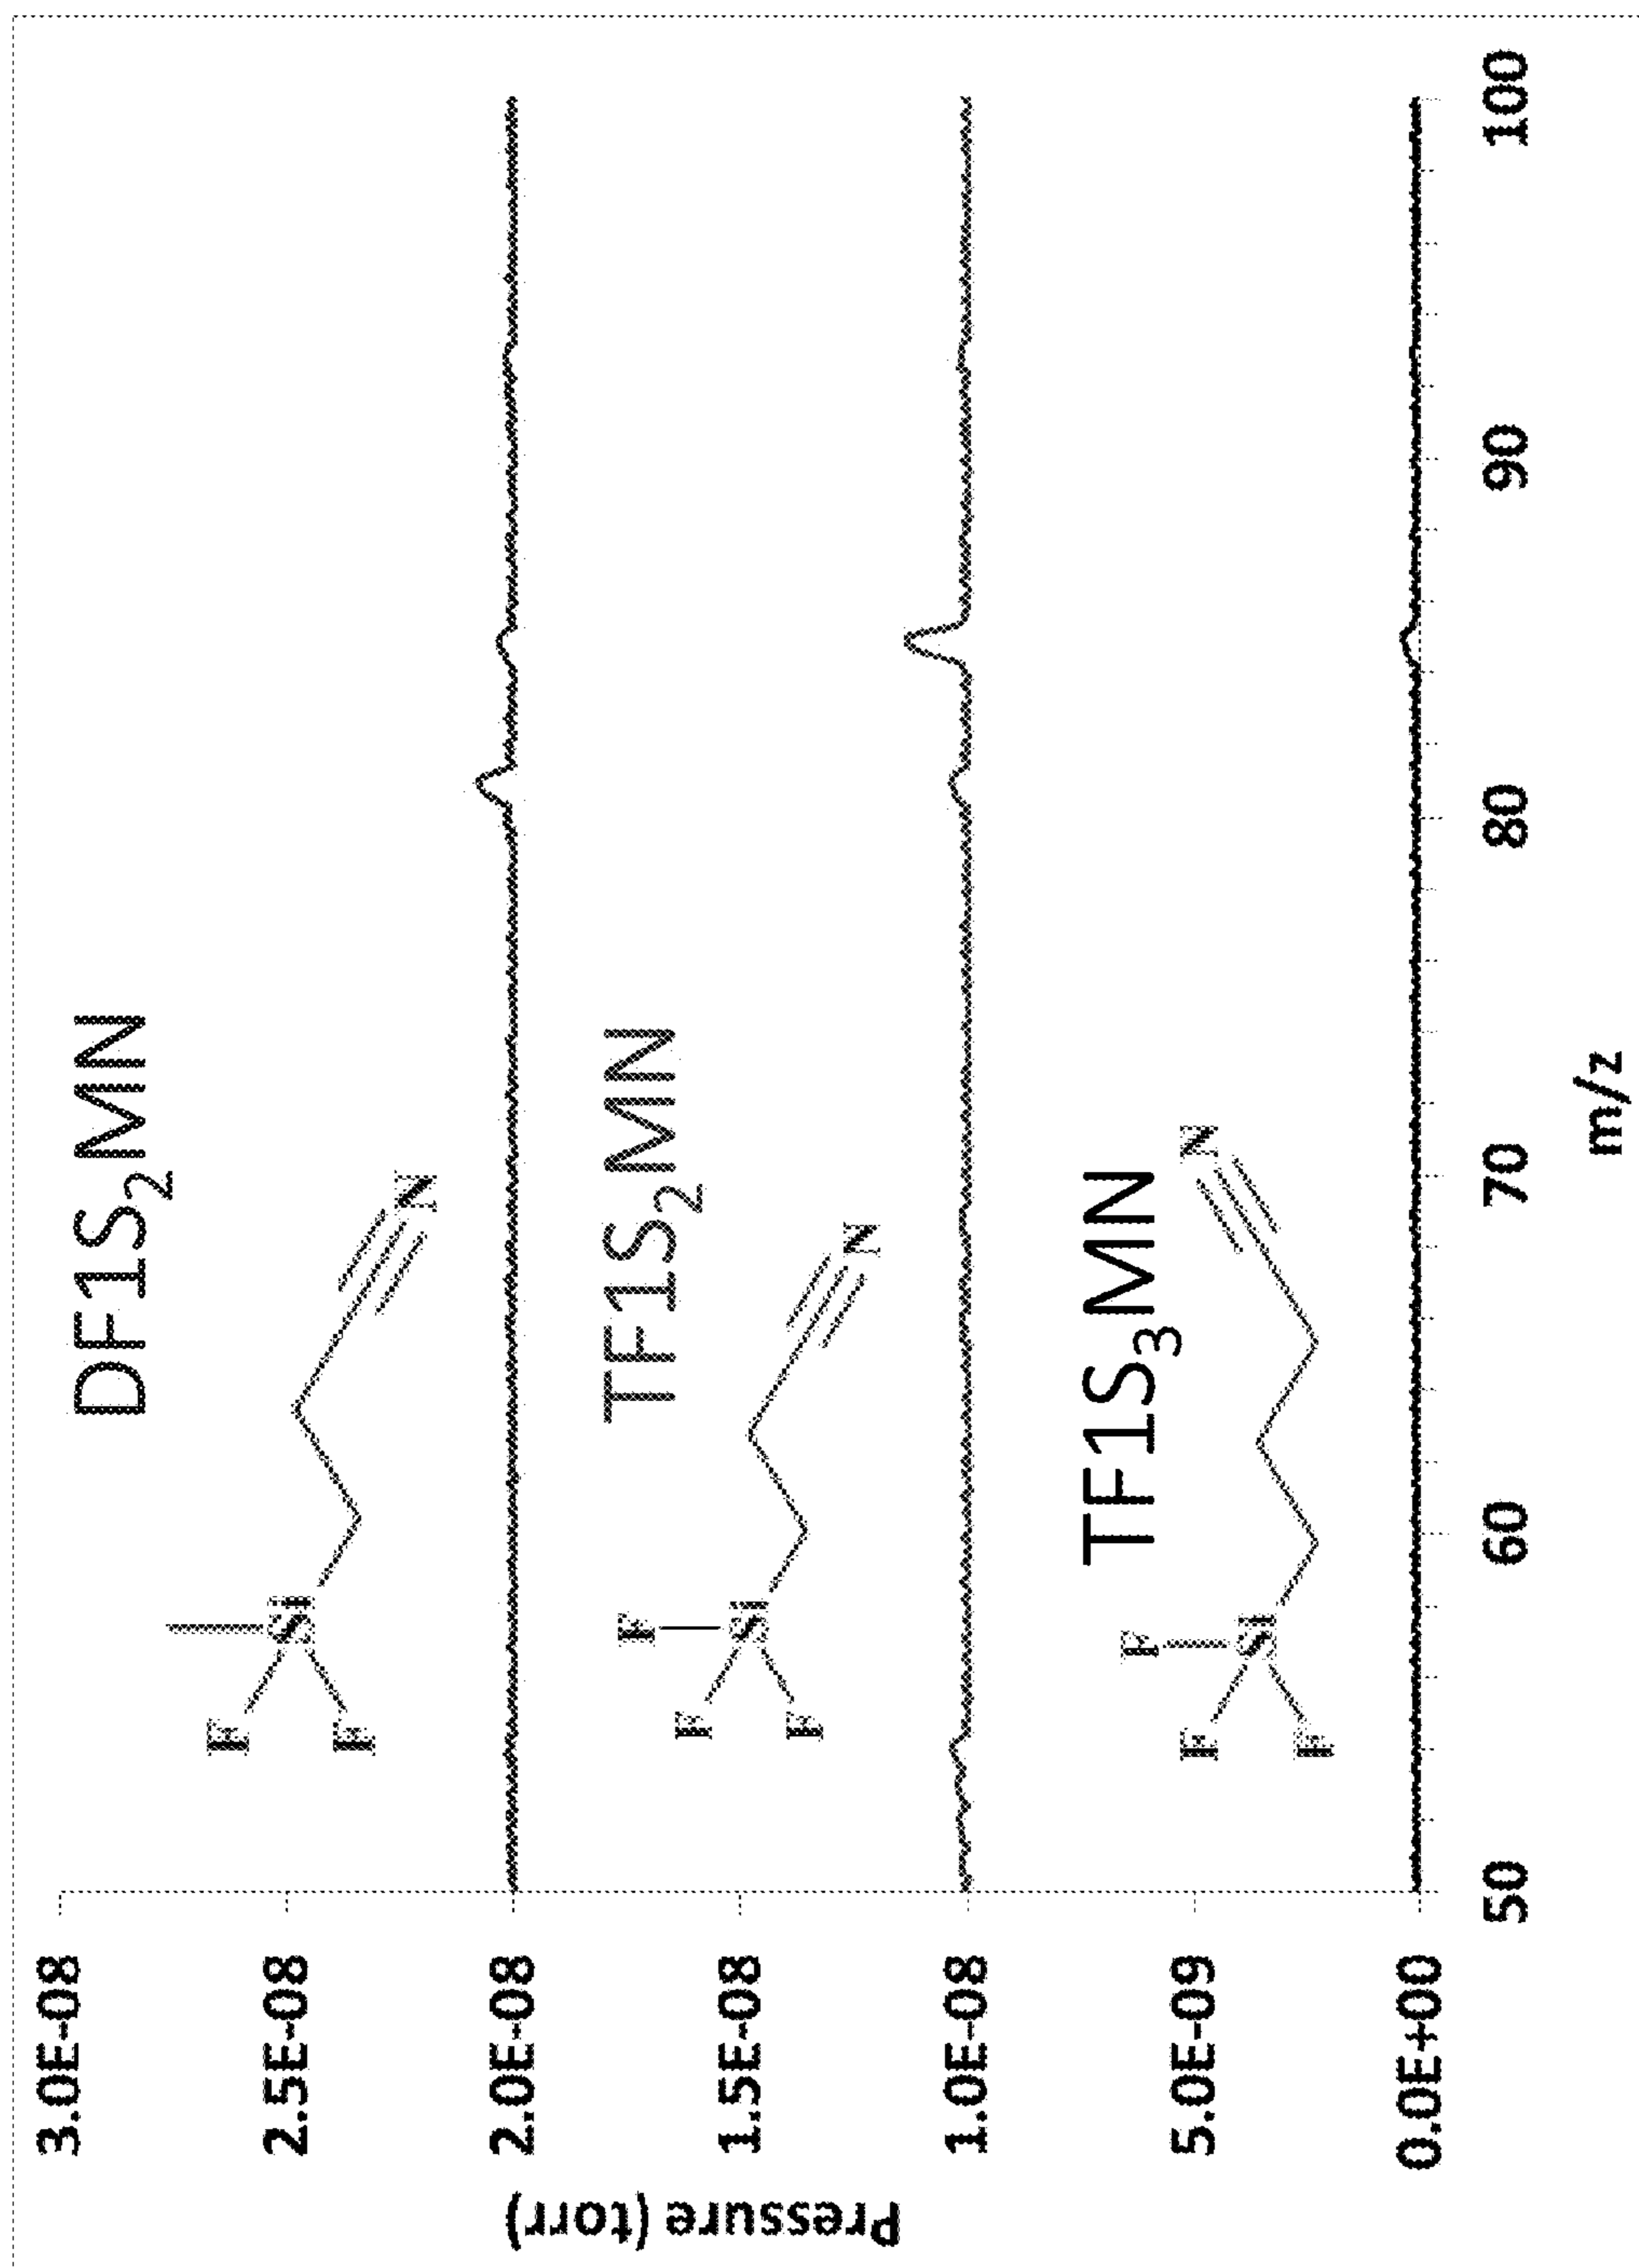 3.0E-08
2.5E-08
2.0E-08
1.5E-08
1.0E-08
5.0E-09
0.0E+00
Pressure (torr)
DF1S₂MN
F
F
Si
N
TF1S₂MN
F
F
F
Si
N
TF1S₃MN
F
F
F
Si
N
50
60
70
80
90
100
m/z